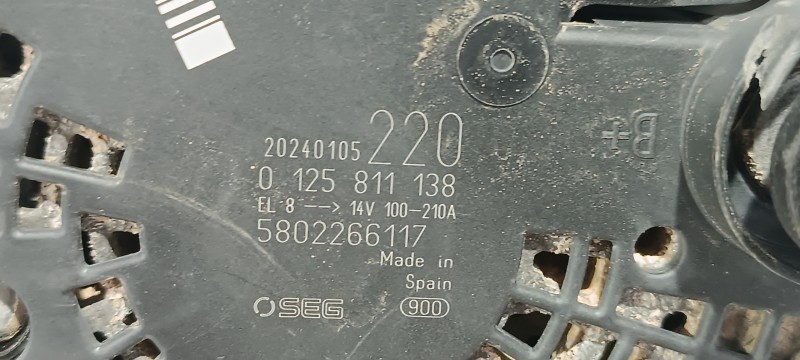 20240105 220
0 125 811 138
EL 8 --> 14V 100-210A
5802266117
Made in
Spain
SEG 900
B+